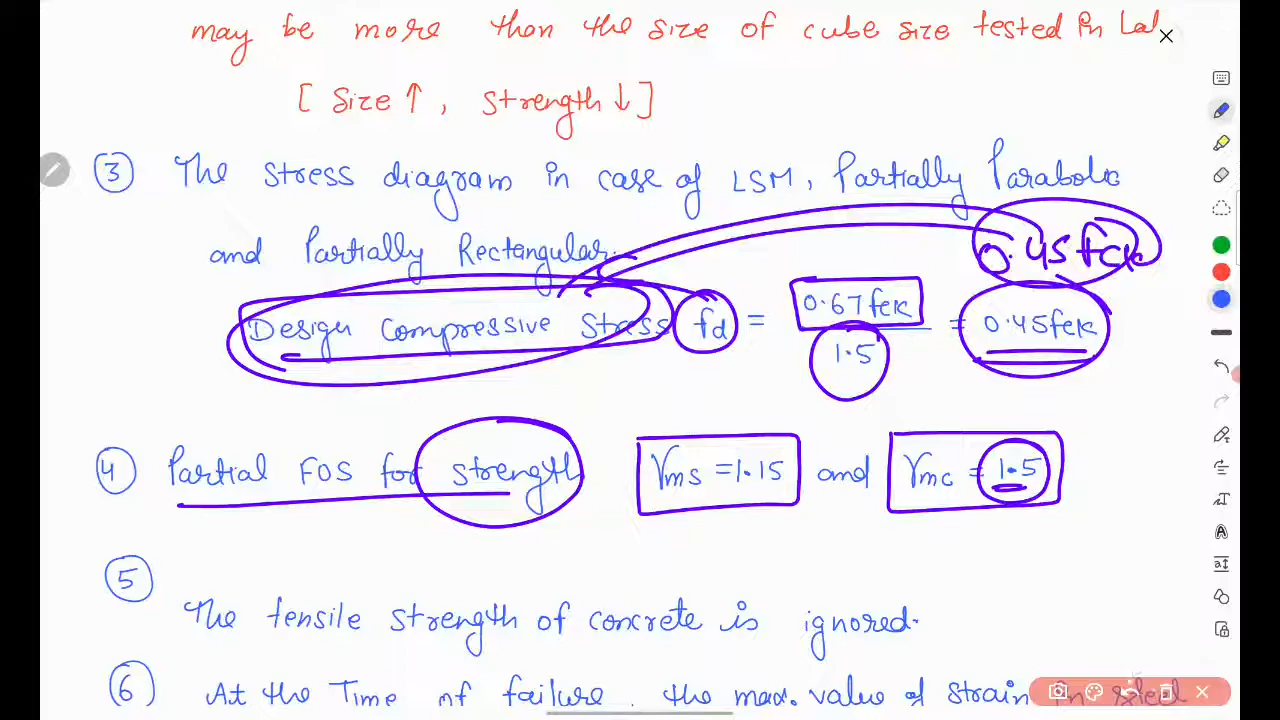 may be more than the size of cube size tested in Lab
[ Size ↑ , Strength ↓ ]
③ The stress diagram in case of LSM, Partially Parabolic
and Partially Rectangular.
0.45fck
Design Compressive Stress fd = 0.67fck / 1.5 = 0.45fck
④ Partial FOS for strength γms = 1.15 and γmc = 1.5
⑤
The tensile strength of concrete is ignored.
⑥ At the Time of failure, the max. value of strain in steel